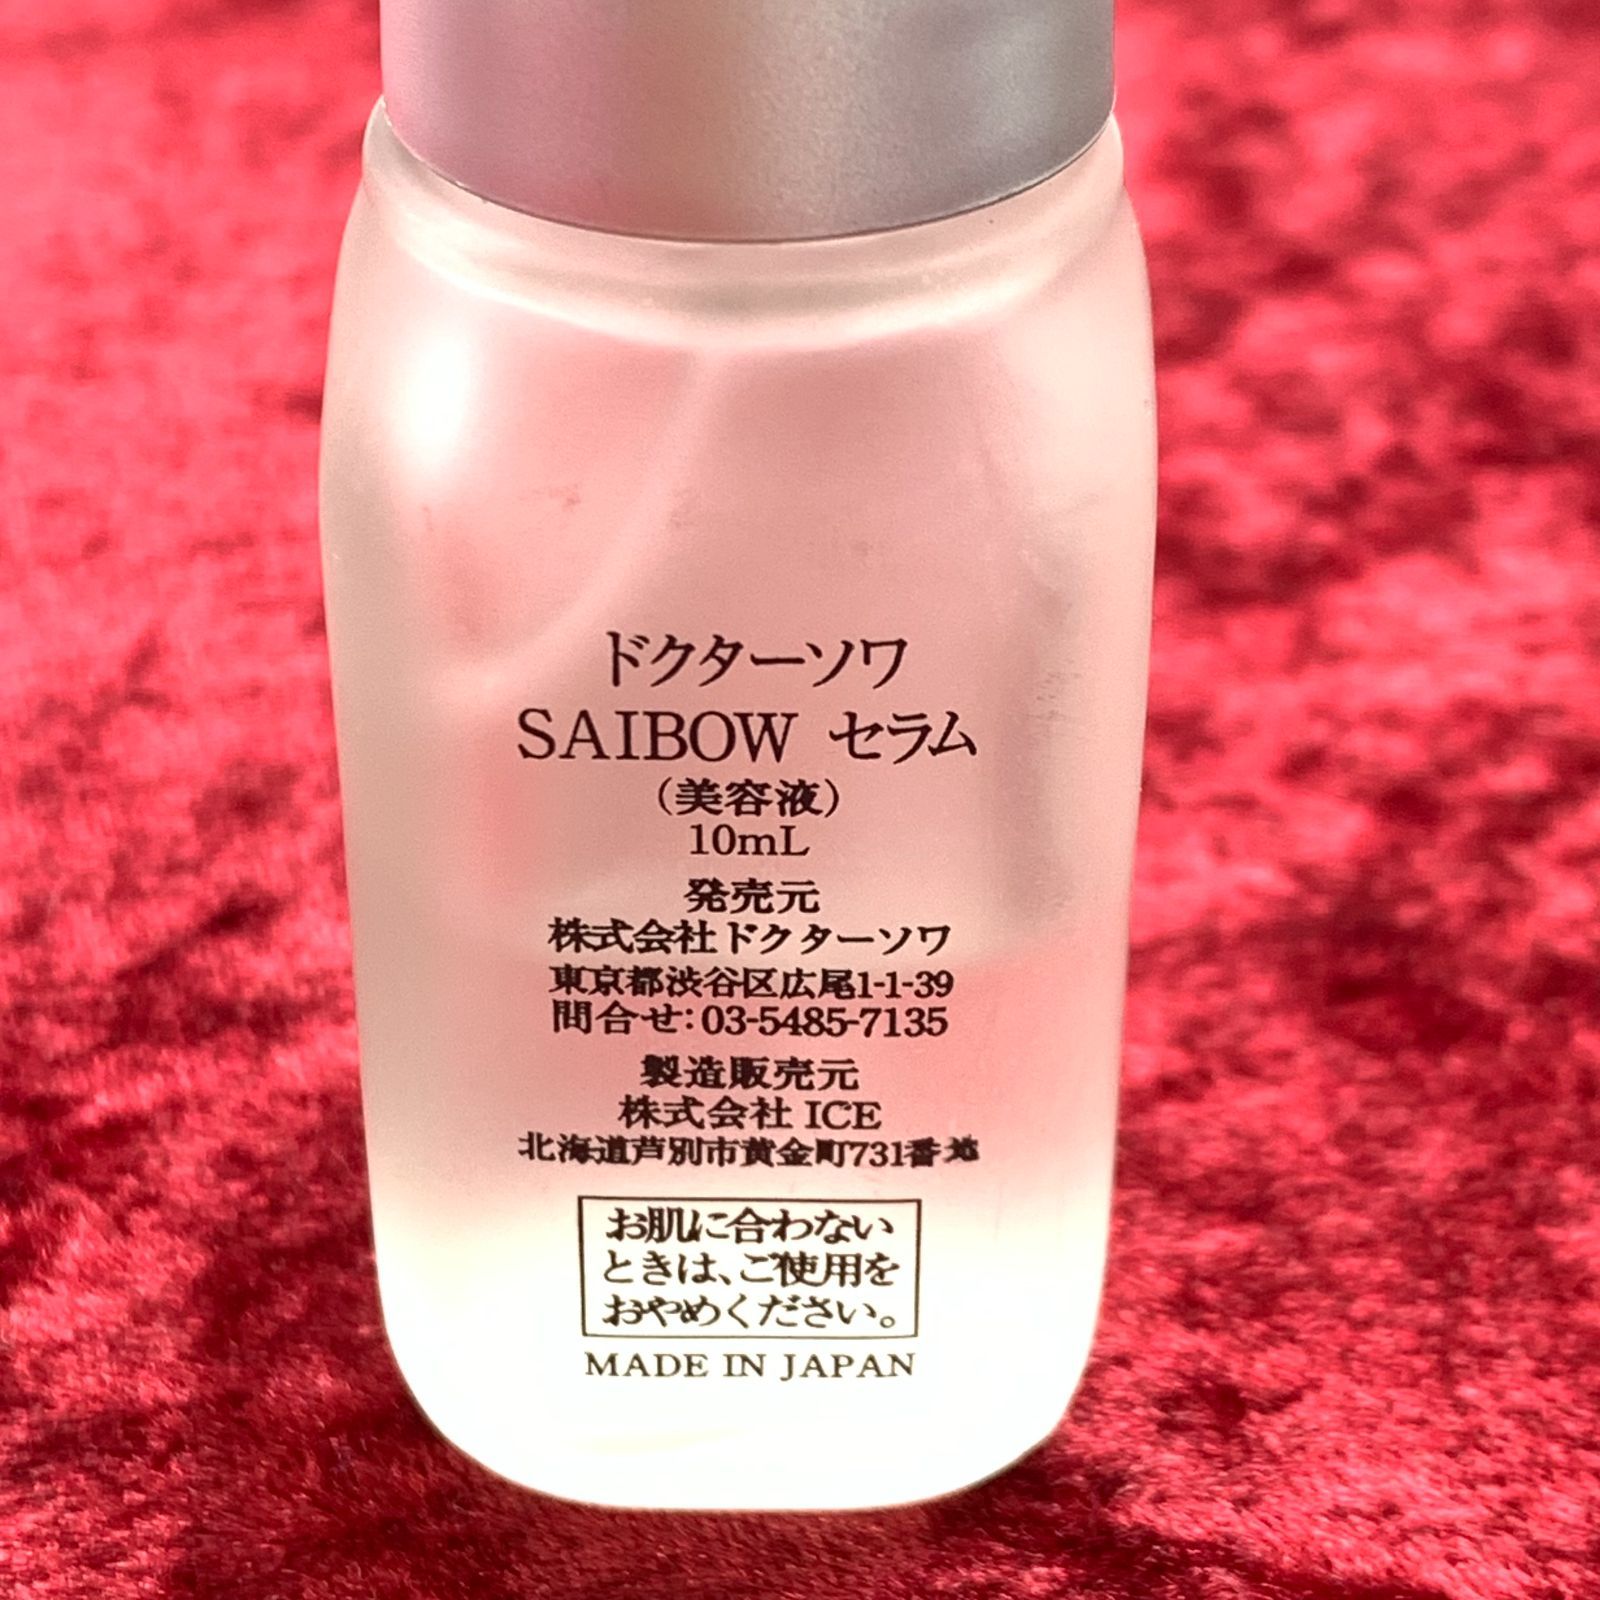 ドクターソワ
SAIBOW セラム
（美容液）
10mL
発売元
株式会社ドクターソワ
東京都渋谷区広尾1-1-39
問合せ：03-5485-7135
製造販売元
株式会社 ICE
北海道芦別市黄金町731番地
お肌に合わない
ときは、ご使用を
おやめください。
MADE IN JAPAN